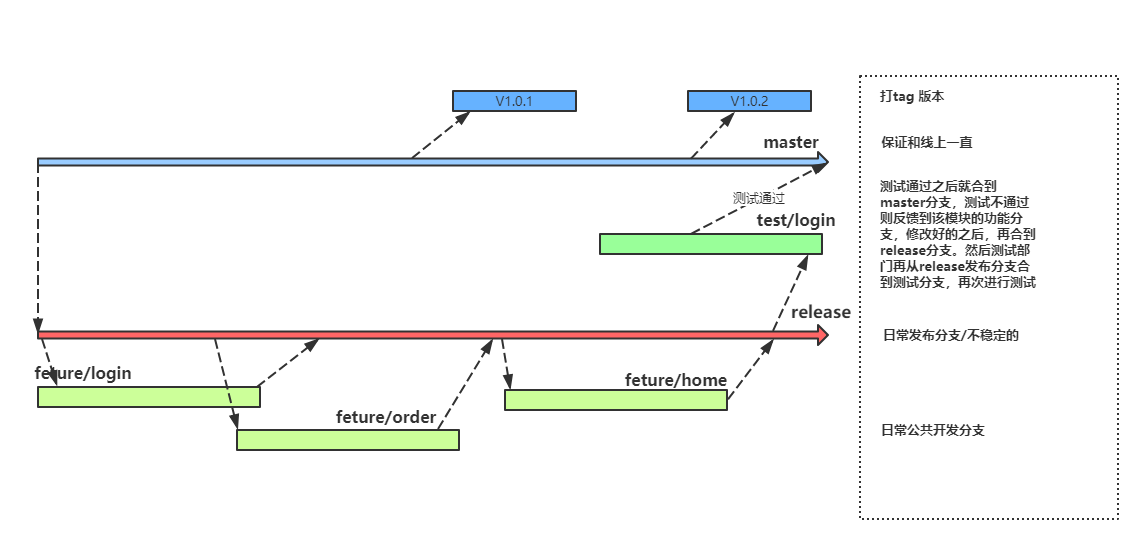 V1.0.1
V1.0.2
打tag 版本
master
保证和线上一直
测试通过
test/login
测试通过之后就合到
master分支，测试不通过
则反馈到该模块的功能分
支，修改好的之后，再合到
release分支。然后测试部
门再从release发布分支合
到测试分支，再次进行测试
release
日常发布分支/不稳定的
feture/login
feture/home
feture/order
日常公共开发分支